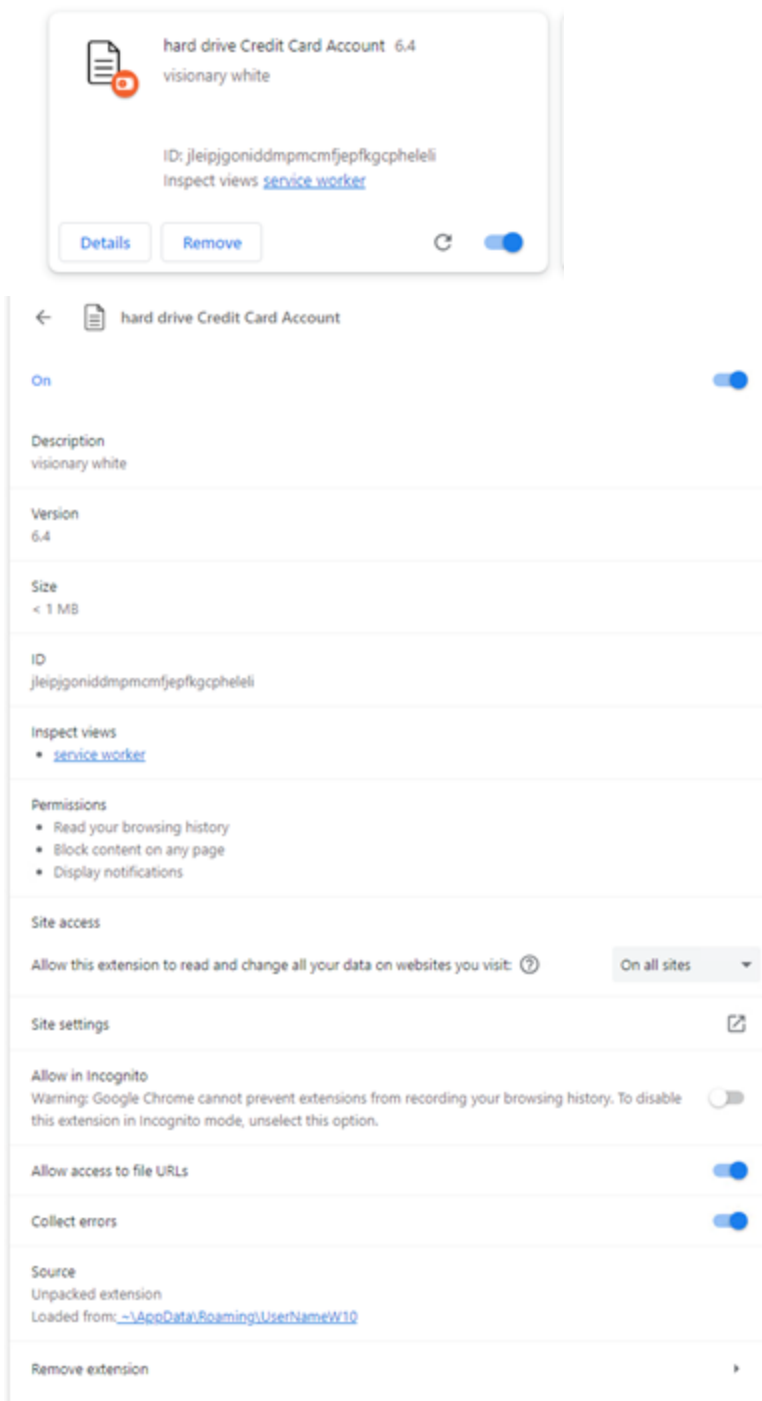 hard drive Credit Card Account 6.4
visionary white
ID: jleipjgoniddmpmcmfjepfkgcpheleli
Inspect views service worker
Details
Remove
hard drive Credit Card Account
On
Description
visionary white
Version
6.4
Size
< 1 MB
ID
jleipjgoniddmpmcmfjepfkgcpheleli
Inspect views
• service worker
Permissions
• Read your browsing history
• Block content on any page
• Display notifications
Site access
Allow this extension to read and change all your data on websites you visit: On all sites
Site settings
Allow in Incognito
Warning: Google Chrome cannot prevent extensions from recording your browsing history. To disable
this extension in Incognito mode, unselect this option.
Allow access to file URLs
Collect errors
Source
Unpacked extension
Loaded from: ~\AppData\Roaming\UserNameW10
Remove extension